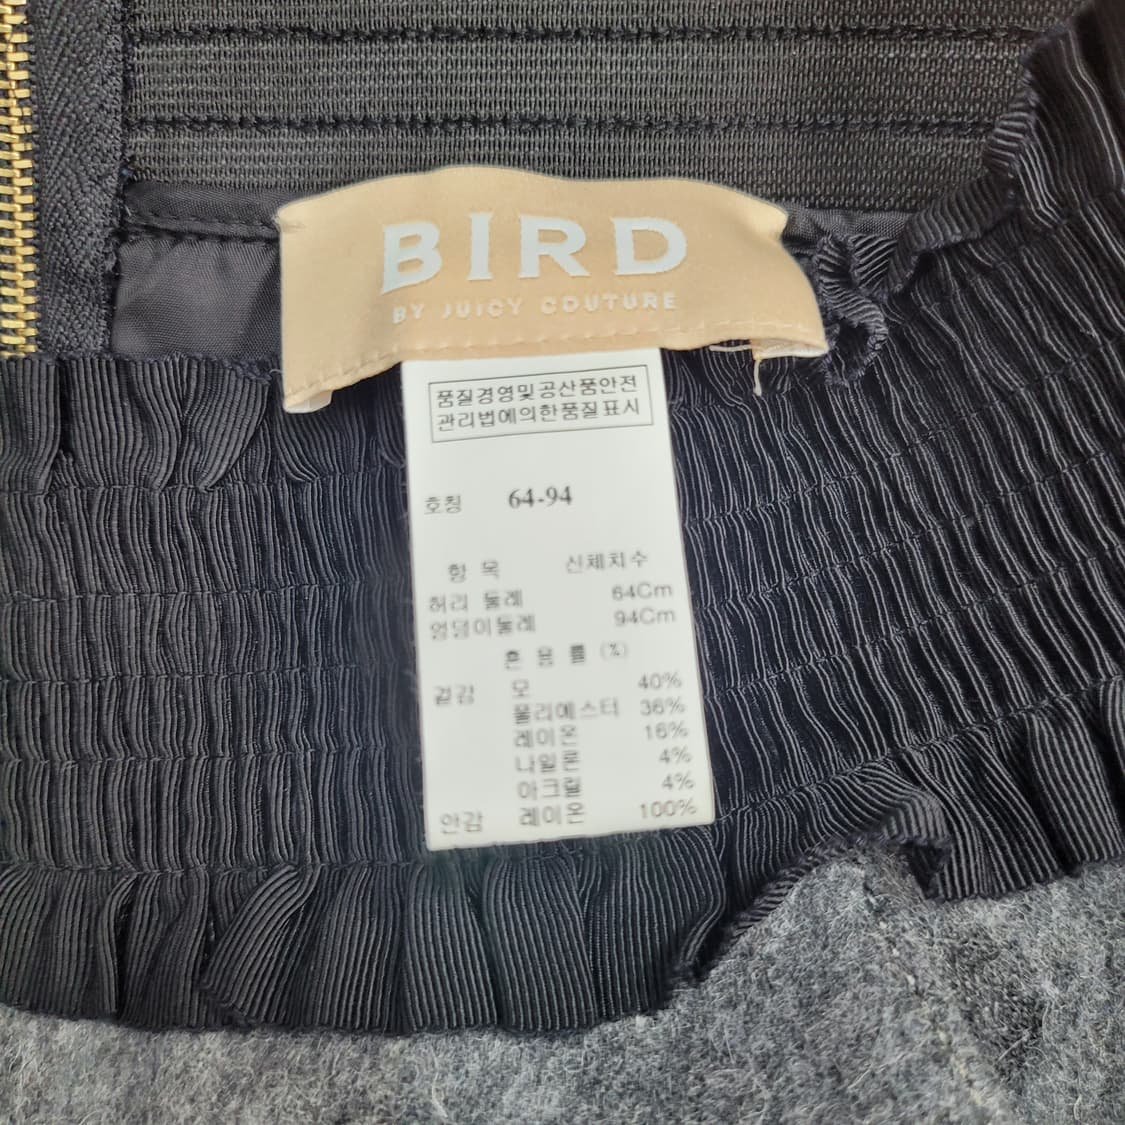 BIRD
BY JUICY COUTURE
품질경영및공산품안전
관리법에의한품질표시
호칭 64-94
항 목 신체치수
허리 둘레 64Cm
엉덩이둘레 94Cm
혼 용 률 (%)
겉감 모 40%
폴리에스터 36%
레이온 16%
나일론 4%
아크릴 4%
안감 레이온 100%